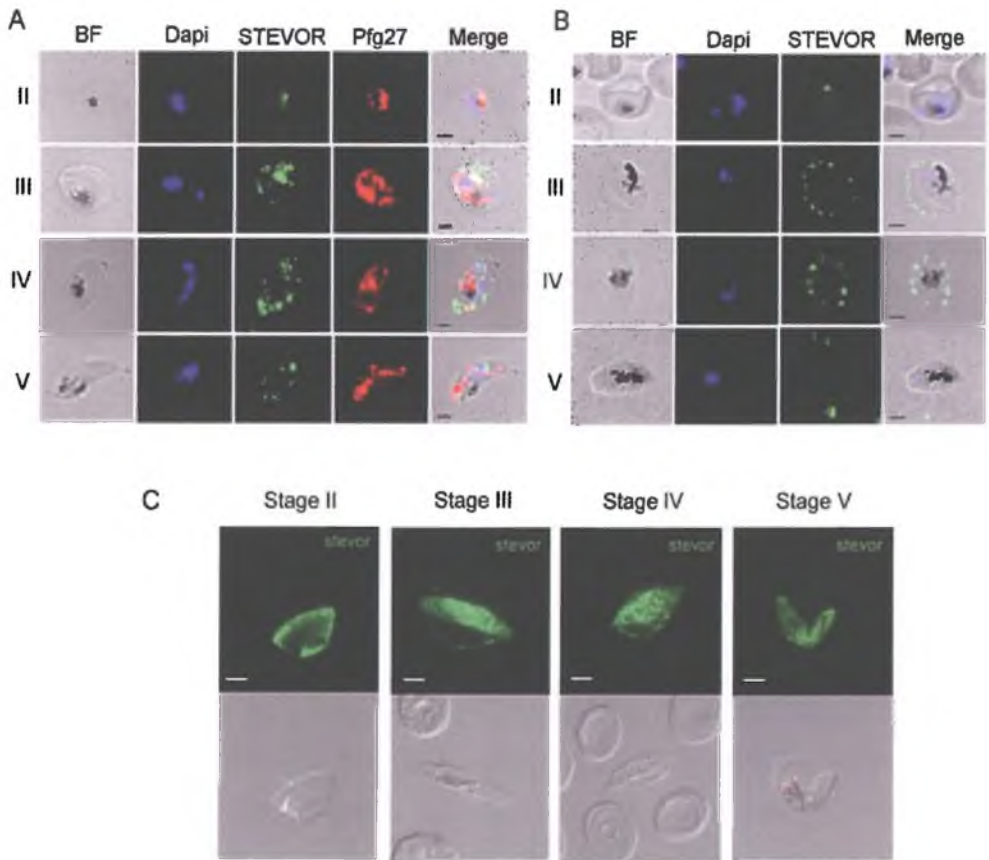 A
BF Dapi STEVOR Pfg27 Merge
II
III
IV
V
B
BF Dapi STEVOR Merge
II
III
IV
V
C
Stage II Stage III Stage IV Stage V
stevor stevor stevor stevor